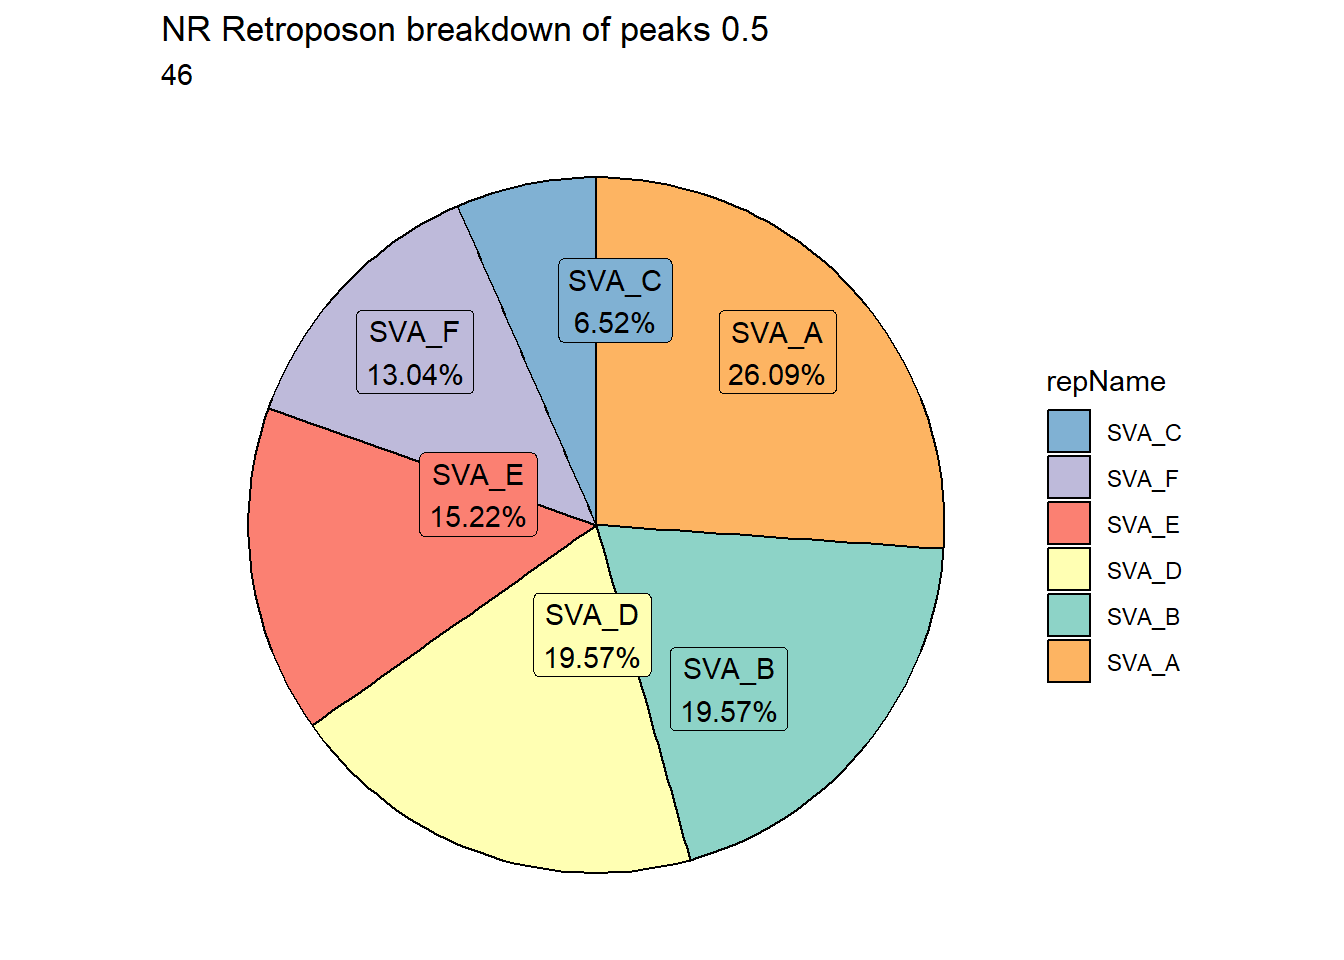 NR Retroposon breakdown of peaks 0.5
46
SVA_C
6.52%
SVA_A
26.09%
SVA_F
13.04%
SVA_E
15.22%
SVA_D
19.57%
SVA_B
19.57%
repName
SVA_C
SVA_F
SVA_E
SVA_D
SVA_B
SVA_A